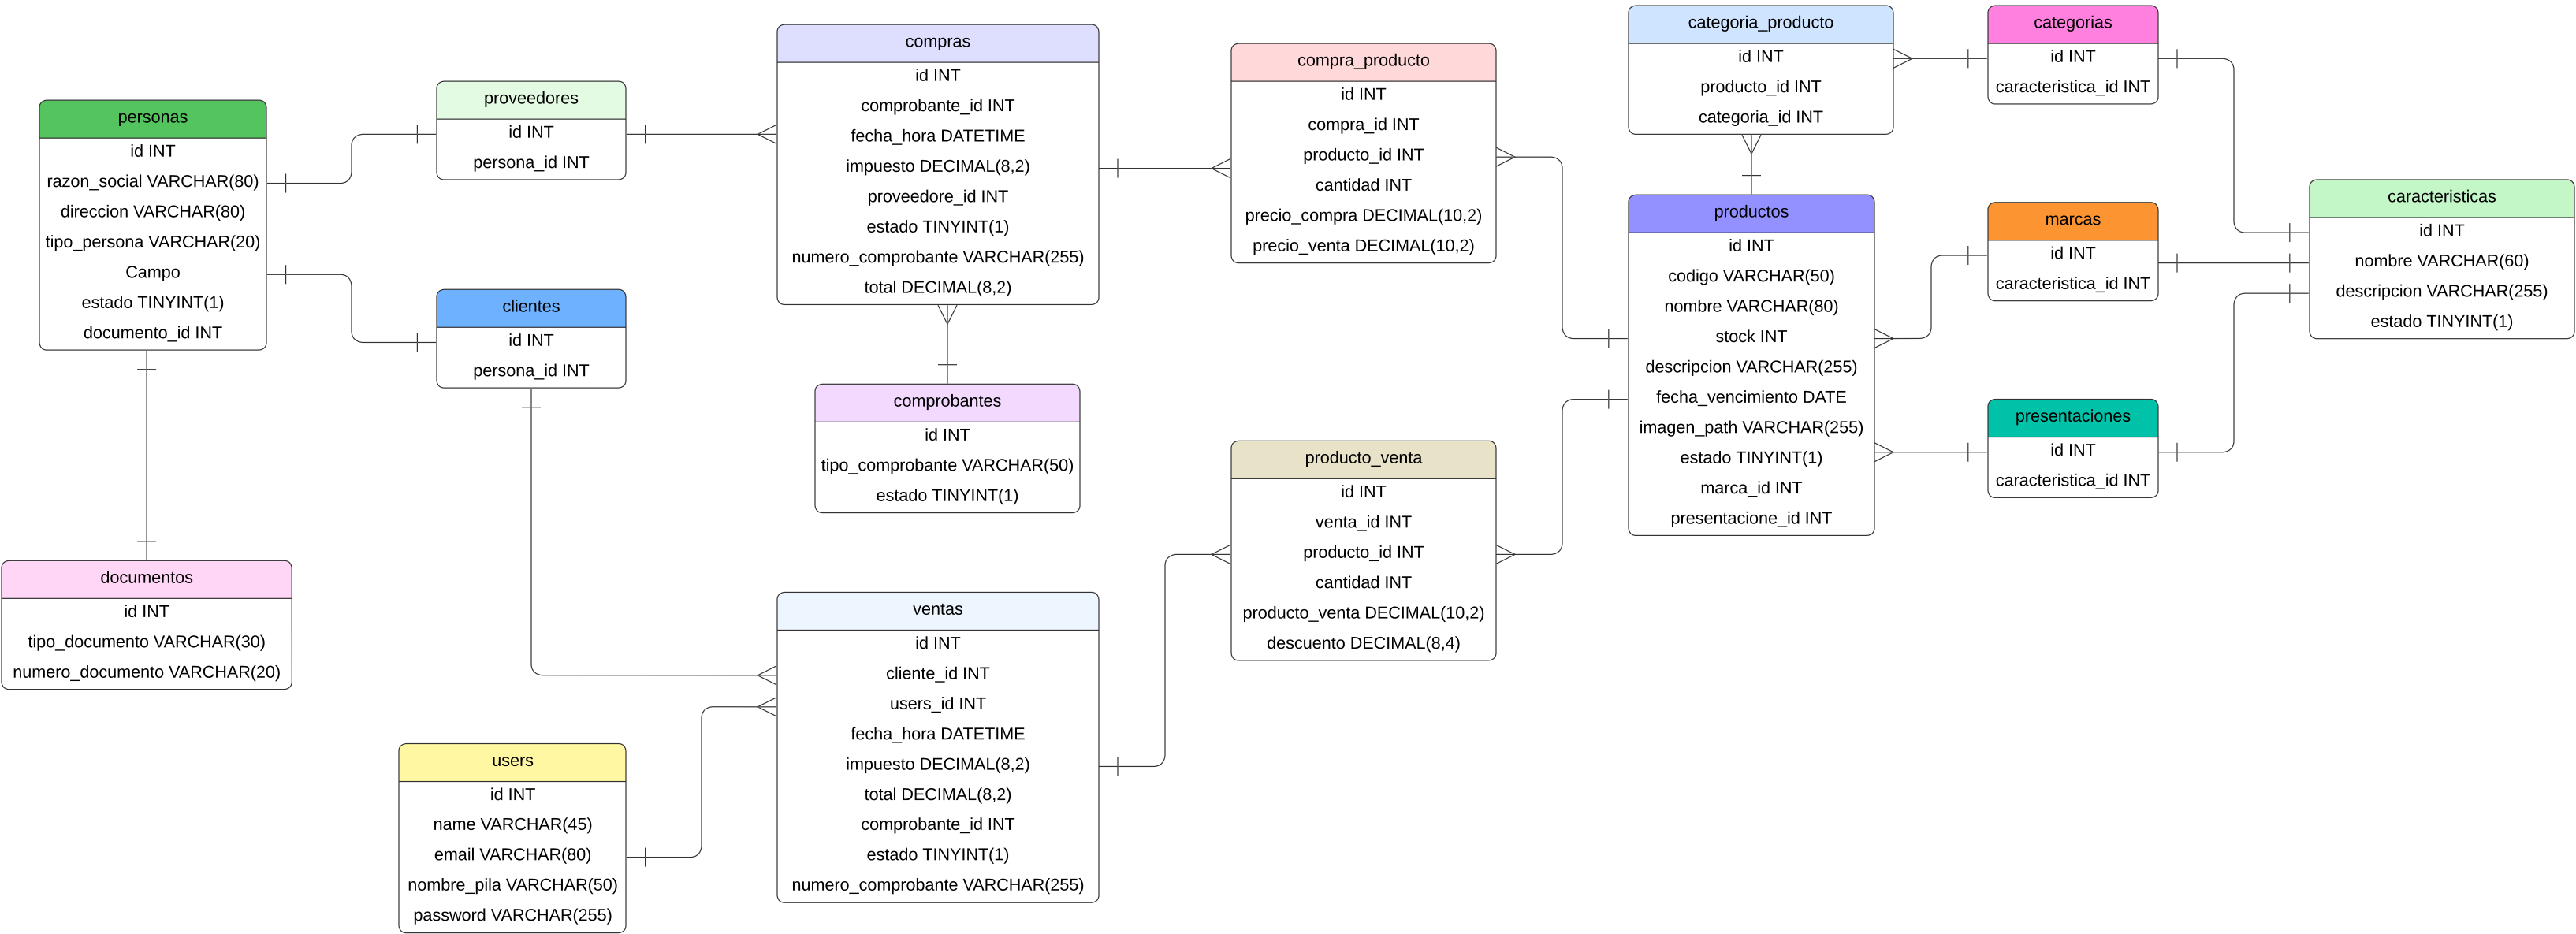 personas
id INT
razon_social VARCHAR(80)
direccion VARCHAR(80)
tipo_persona VARCHAR(20)
Campo
estado TINYINT(1)
documento_id INT
documentos
id INT
tipo_documento VARCHAR(30)
numero_documento VARCHAR(20)
proveedores
id INT
persona_id INT
clientes
id INT
persona_id INT
users
id INT
name VARCHAR(45)
email VARCHAR(80)
nombre_pila VARCHAR(50)
password VARCHAR(255)
compras
id INT
comprobante_id INT
fecha_hora DATETIME
impuesto DECIMAL(8,2)
proveedore_id INT
estado TINYINT(1)
numero_comprobante VARCHAR(255)
total DECIMAL(8,2)
comprobantes
id INT
tipo_comprobante VARCHAR(50)
estado TINYINT(1)
ventas
id INT
cliente_id INT
users_id INT
fecha_hora DATETIME
impuesto DECIMAL(8,2)
total DECIMAL(8,2)
comprobante_id INT
estado TINYINT(1)
numero_comprobante VARCHAR(255)
compra_producto
id INT
compra_id INT
producto_id INT
cantidad INT
precio_compra DECIMAL(10,2)
precio_venta DECIMAL(10,2)
producto_venta
id INT
venta_id INT
producto_id INT
cantidad INT
producto_venta DECIMAL(10,2)
descuento DECIMAL(8,4)
categoria_producto
id INT
producto_id INT
categoria_id INT
productos
id INT
codigo VARCHAR(50)
nombre VARCHAR(80)
stock INT
descripcion VARCHAR(255)
fecha_vencimiento DATE
imagen_path VARCHAR(255)
estado TINYINT(1)
marca_id INT
presentacione_id INT
categorias
id INT
caracteristica_id INT
marcas
id INT
caracteristica_id INT
presentaciones
id INT
caracteristica_id INT
caracteristicas
id INT
nombre VARCHAR(60)
descripcion VARCHAR(255)
estado TINYINT(1)